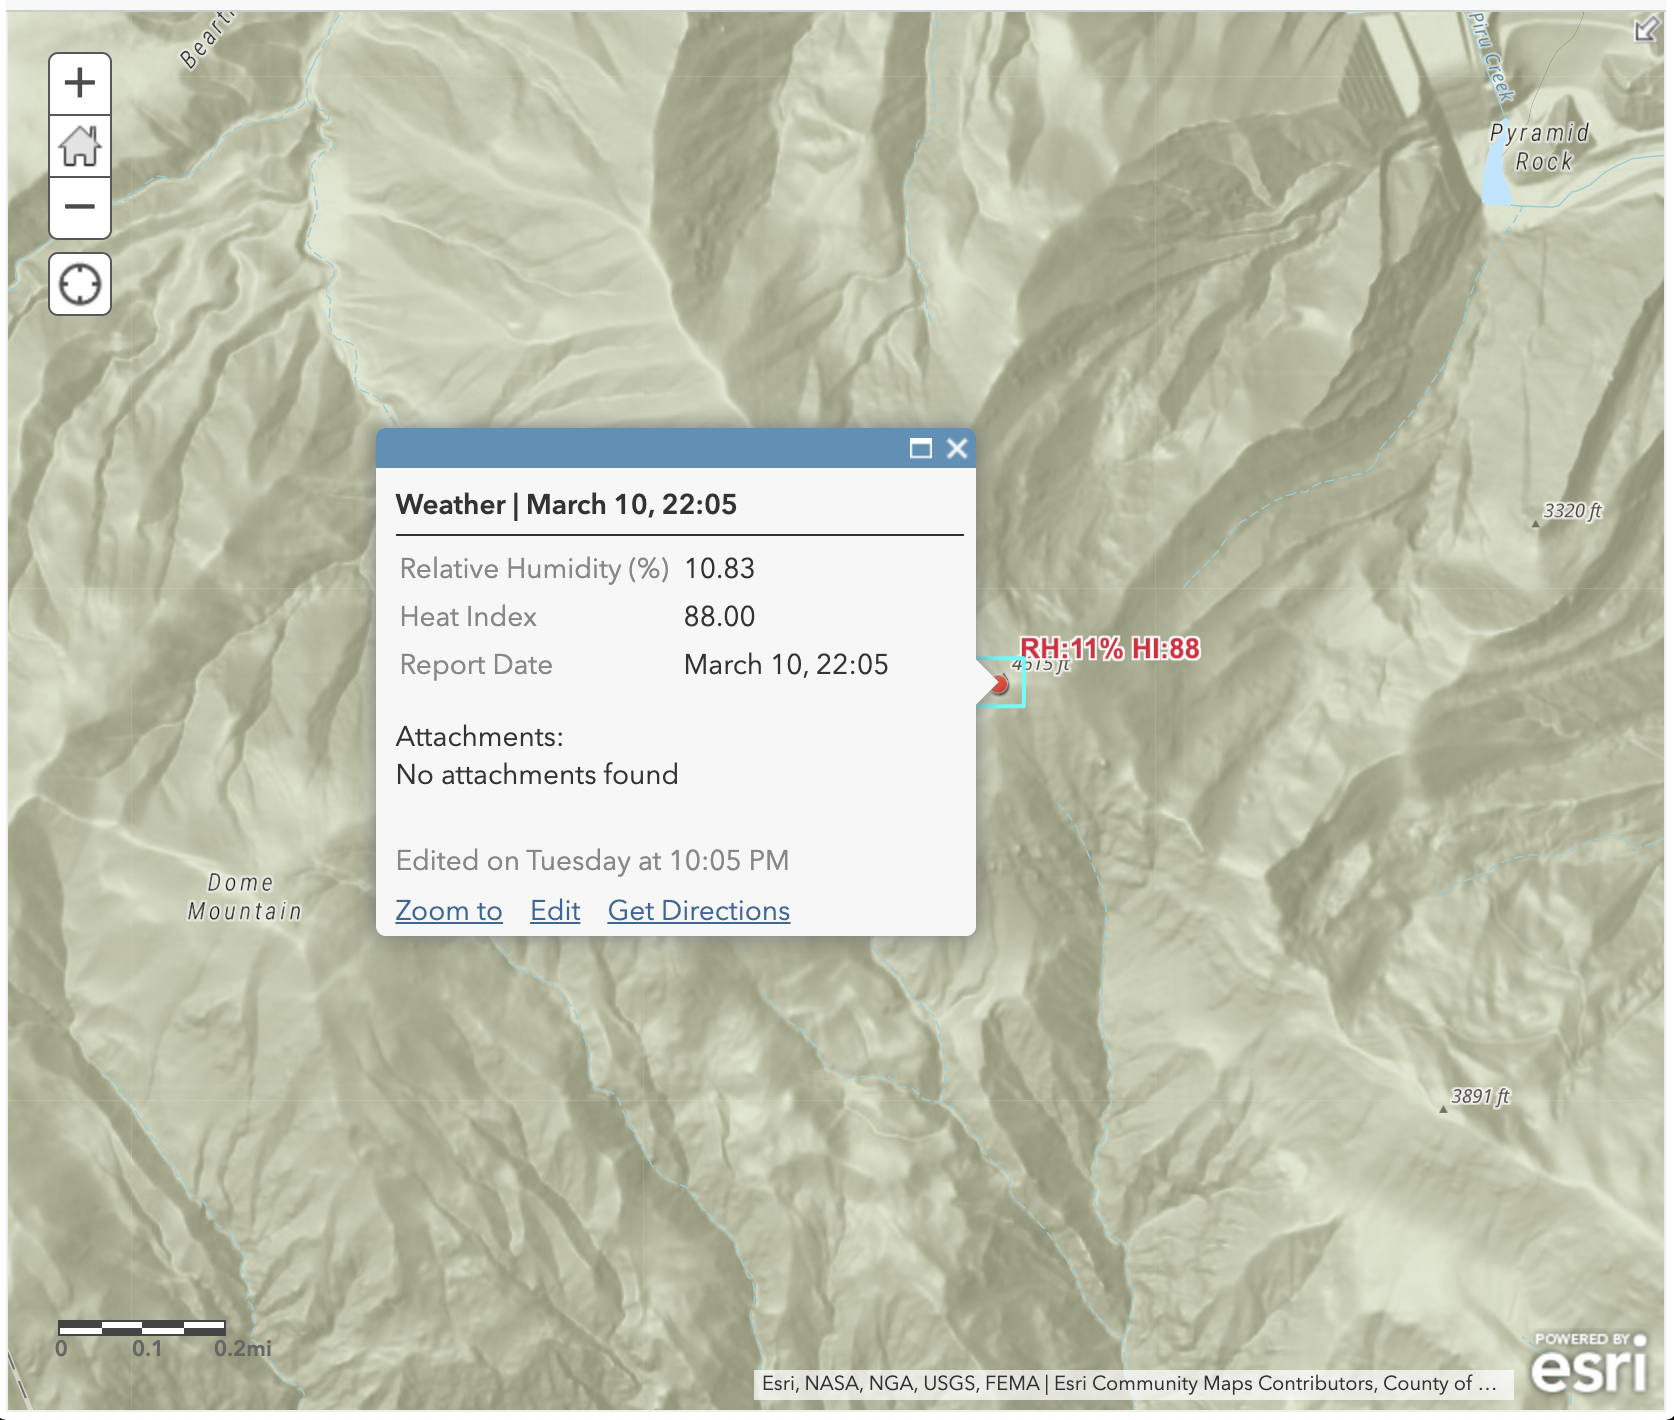 Piru Creek
Pyramid
Rock
Weather | March 10, 22:05
Relative Humidity (%) 10.83
Heat Index 88.00
Report Date March 10, 22:05
Attachments:
No attachments found
Edited on Tuesday at 10:05 PM
Zoom to Edit Get Directions
3320 ft
RH:11% HI:88
4615 ft
Dome
Mountain
3891 ft
0 0.1 0.2mi
POWERED BY
esri
Esri, NASA, NGA, USGS, FEMA | Esri Community Maps Contributors, County of …